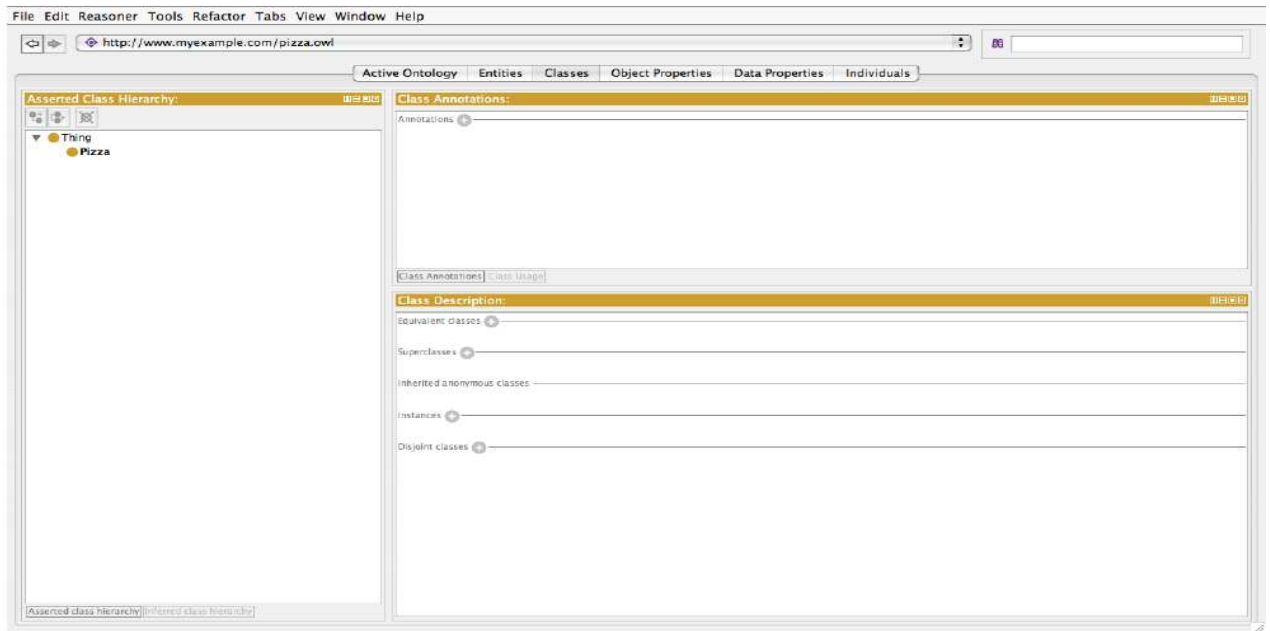 File Edit Reasoner Tools Refactor Tabs View Window Help
http://www.myexample.com/pizza.owl
Active Ontology Entities Classes Object Properties Data Properties Individuals
Asserted Class Hierarchy:
Thing
Pizza
Asserted class hierarchy Inferred class hierarchy
Class Annotations:
Annotations
Class Annotations Class Usage
Class Description:
Equivalent classes
Superclasses
Inherited anonymous classes
Instances
Disjoint classes